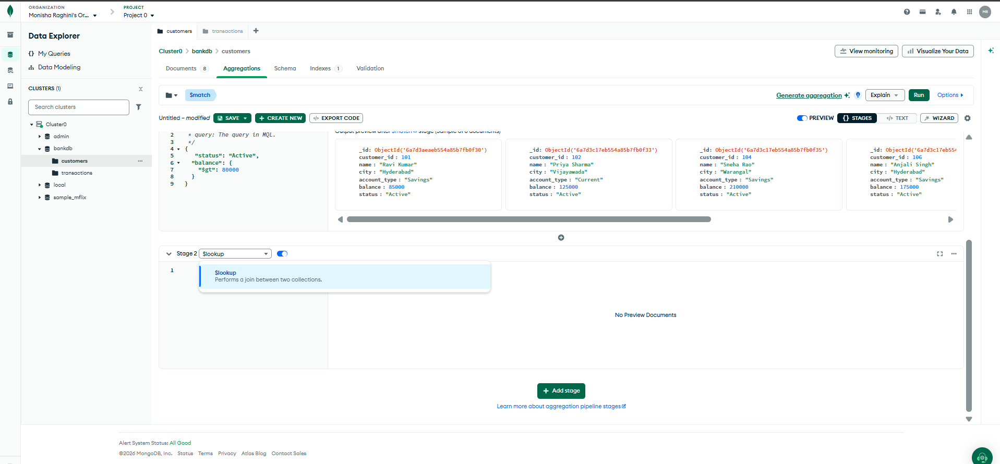 ORGANIZATION
Monisha Raghini's Or...
PROJECT
Project 0
MR
Data Explorer
My Queries
Data Modeling
CLUSTERS (1)
Search clusters
Cluster0
admin
bankdb
customers
transactions
local
sample_mflix
customers
transactions
Cluster0 > bankdb > customers
View monitoring
Visualize Your Data
Documents 8
Aggregations
Schema
Indexes 1
Validation
$match
Generate aggregation
Explain
Run
Options
Untitled – modified
SAVE
CREATE NEW
EXPORT CODE
PREVIEW
STAGES
TEXT
WIZARD
2 * query: The query in MQL.
3 */
4 {
5 "status": "Active",
6 "balance": {
7 "$gt": 80000
8 }
9 }
Output preview after $match stage (Sample of 6 documents)
_id: ObjectId('6a7d3aeaeb554a85b7fb0f30')
customer_id : 101
name : "Ravi Kumar"
city : "Hyderabad"
account_type : "Savings"
balance : 85000
status : "Active"
_id: ObjectId('6a7d3c17eb554a85b7fb0f33')
customer_id : 102
name : "Priya Sharma"
city : "Vijayawada"
account_type : "Current"
balance : 125000
status : "Active"
_id: ObjectId('6a7d3c17eb554a85b7fb0f35')
customer_id : 104
name : "Sneha Rao"
city : "Warangal"
account_type : "Savings"
balance : 210000
status : "Active"
_id: ObjectId('6a7d3c17eb554
customer_id : 106
name : "Anjali Singh"
city : "Hyderabad"
account_type : "Savings"
balance : 175000
status : "Active"
Stage 2 $lookup
1
$lookup
Performs a join between two collections.
No Preview Documents
Add stage
Learn more about aggregation pipeline stages
Alert System Status: All Good
©2026 MongoDB, Inc. Status Terms Privacy Atlas Blog Contact Sales